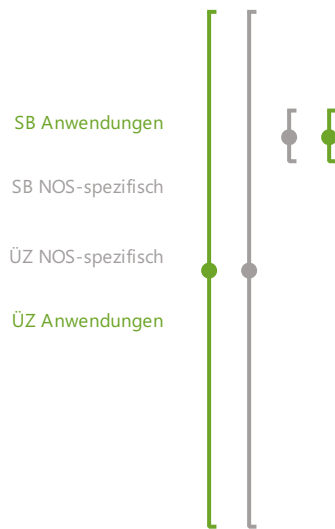 SB Anwendungen
SB NOS-spezifisch
ÜZ NOS-spezifisch
ÜZ Anwendungen